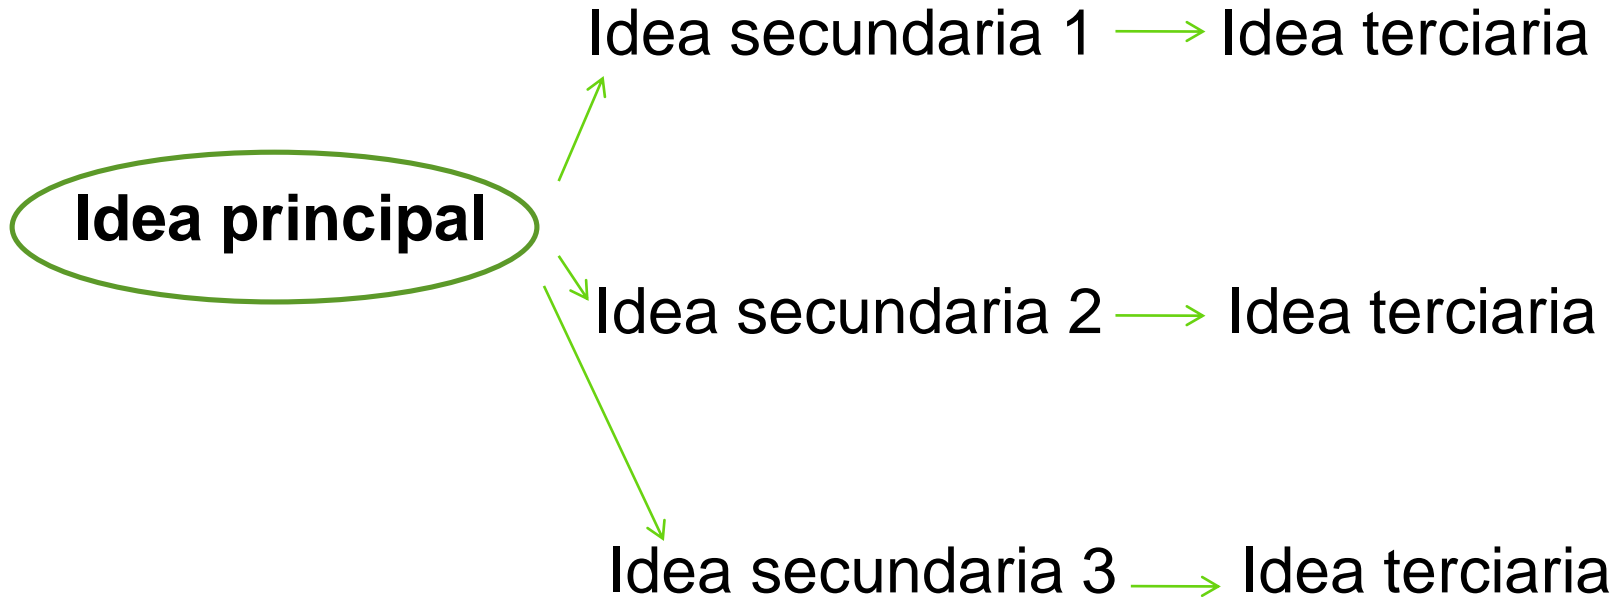 Idea secundaria 1
Idea terciaria
Idea principal
Idea secundaria 2
Idea terciaria
Idea secundaria 3
Idea terciaria